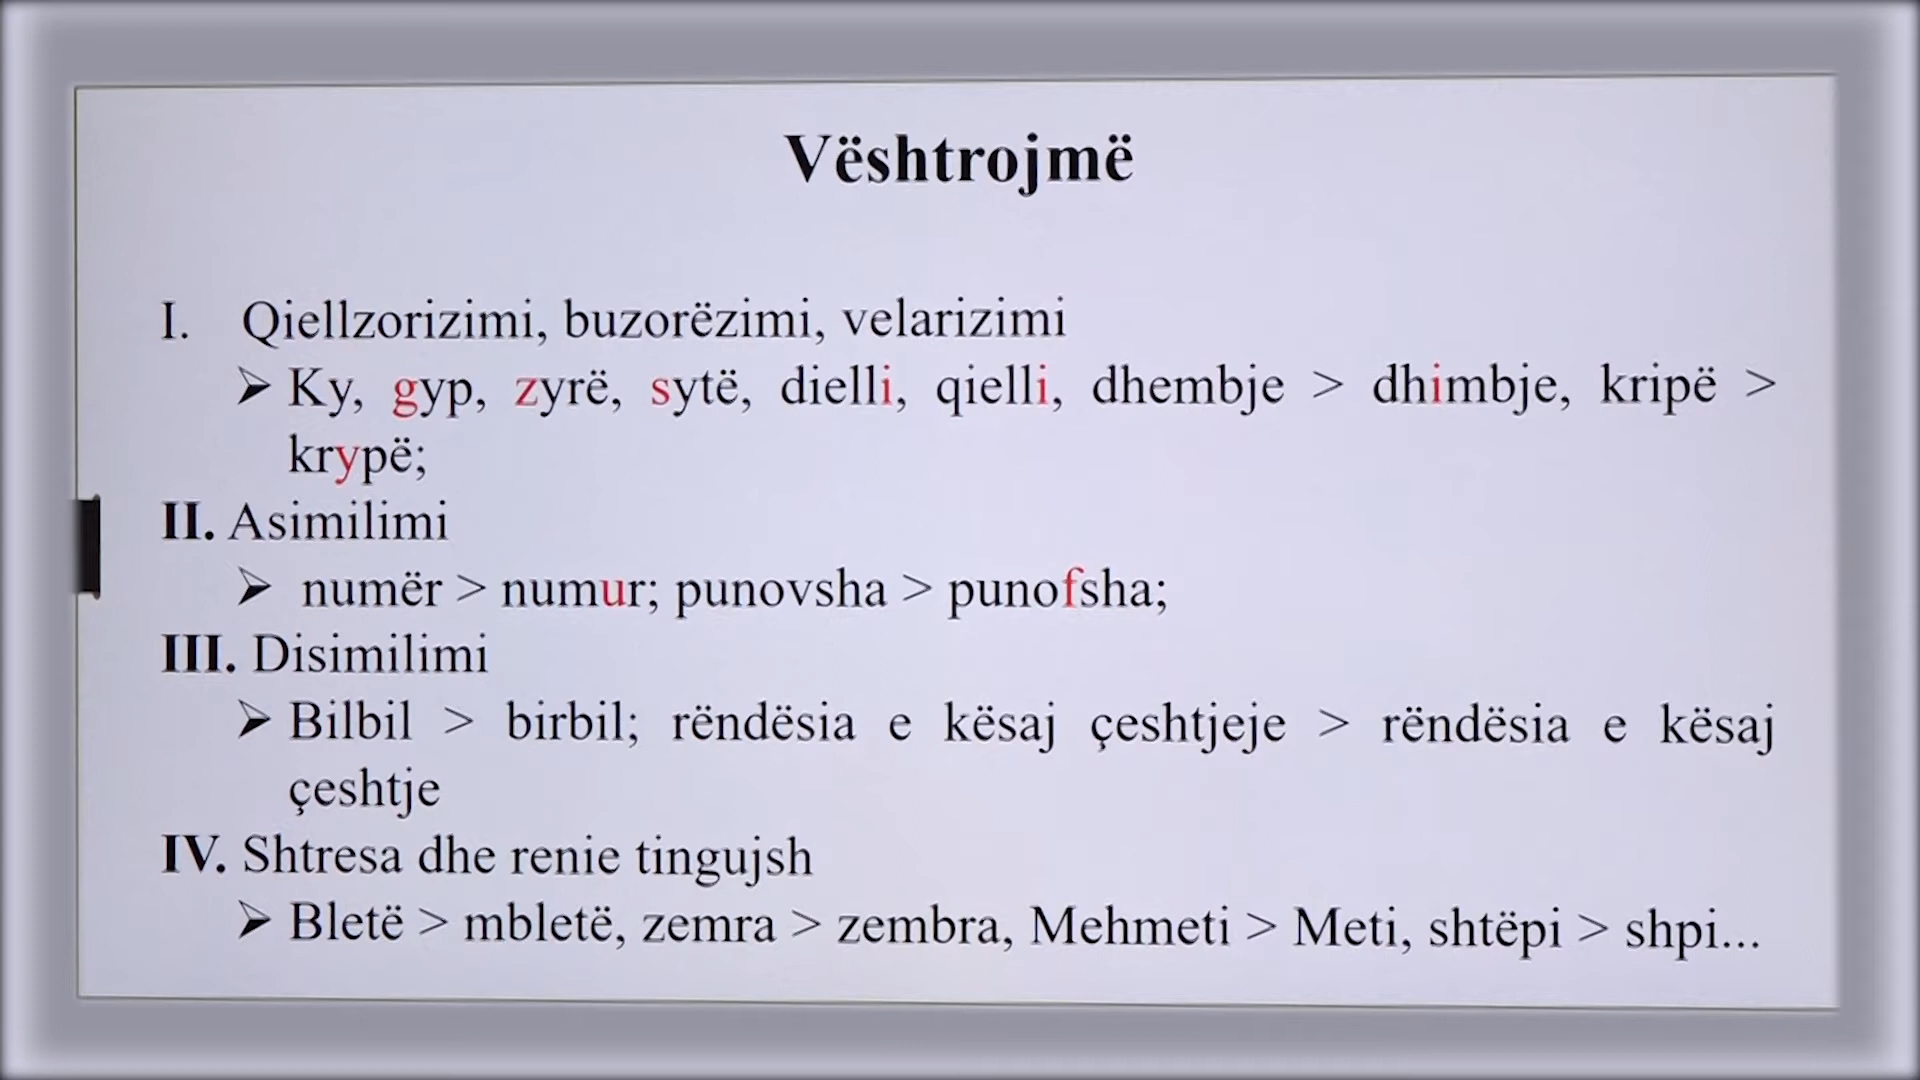 Vështrojmë
I. Qiellzorizimi, buzorëzimi, velarizimi
➢ Ky, gyp, zyrë, sytë, dielli, qielli, dhembje > dhimbje, kripë >
krypë;
II. Asimilimi
➢ numër > numur; punovsha > punofsha;
III. Disimilimi
➢ Bilbil > birbil; rëndësia e kësaj çeshtjeje > rëndësia e kësaj
çeshtje
IV. Shtresa dhe renie tingujsh
➢ Bletë > mbletë, zemra > zembra, Mehmeti > Meti, shtëpi > shpi...